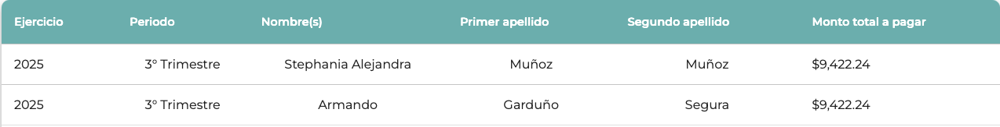 Ejercicio Periodo Nombre(s) Primer apellido Segundo apellido Monto total a pagar
2025 3° Trimestre Stephania Alejandra Muñoz Muñoz $9,422.24
2025 3° Trimestre Armando Garduño Segura $9,422.24